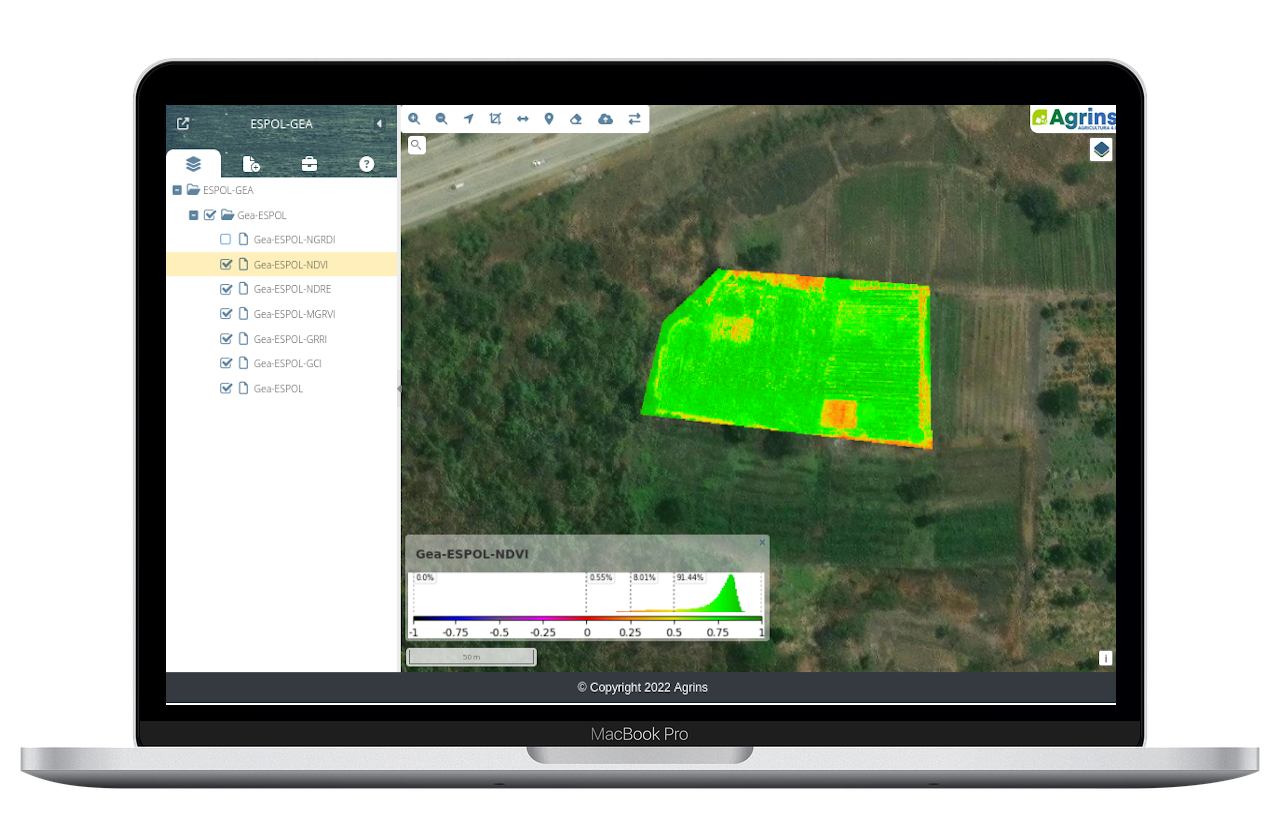 ESPOL-GEA
?
ESPOL-GEA
Gea-ESPOL
Gea-ESPOL-NGRDI
Gea-ESPOL-NDVI
Gea-ESPOL-NDRE
Gea-ESPOL-MGRVI
Gea-ESPOL-GRRI
Gea-ESPOL-GCI
Gea-ESPOL
Agrins
AGRICULTURA 4.0
Gea-ESPOL-NDVI
x
0.0% 0.55% 8.01% 91.44%
-1 -0.75 -0.5 -0.25 0 0.25 0.5 0.75 1
50 m
i
© Copyright 2022 Agrins
MacBook Pro